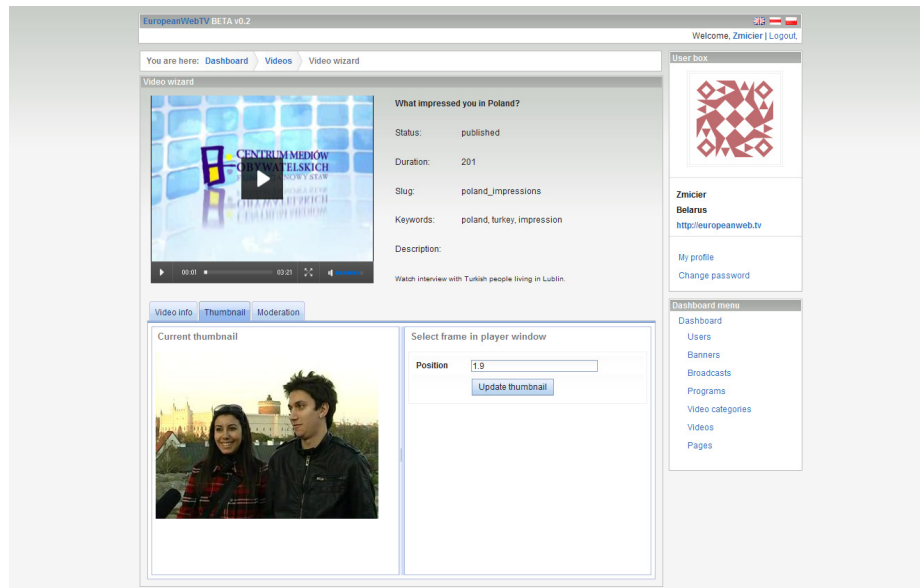 EuropeanWebTV BETA v0.2
Welcome, Zmicier | Logout.
You are here: Dashboard Videos Video wizard
Video wizard
CENTRUM MEDIÓW
OBYWATELSKICH
NOWY STAW
00:01
03:21
What impressed you in Poland?
Status: published
Duration: 201
Slug: poland_impressions
Keywords: poland, turkey, impression
Description:
Watch interview with Turkish people living in Lublin.
Video info Thumbnail Moderation
Current thumbnail
Select frame in player window
Position 1.9
Update thumbnail
User box
Zmicier
Belarus
http://europeanweb.tv
My profile
Change password
Dashboard menu
Dashboard
Users
Banners
Broadcasts
Programs
Video categories
Videos
Pages